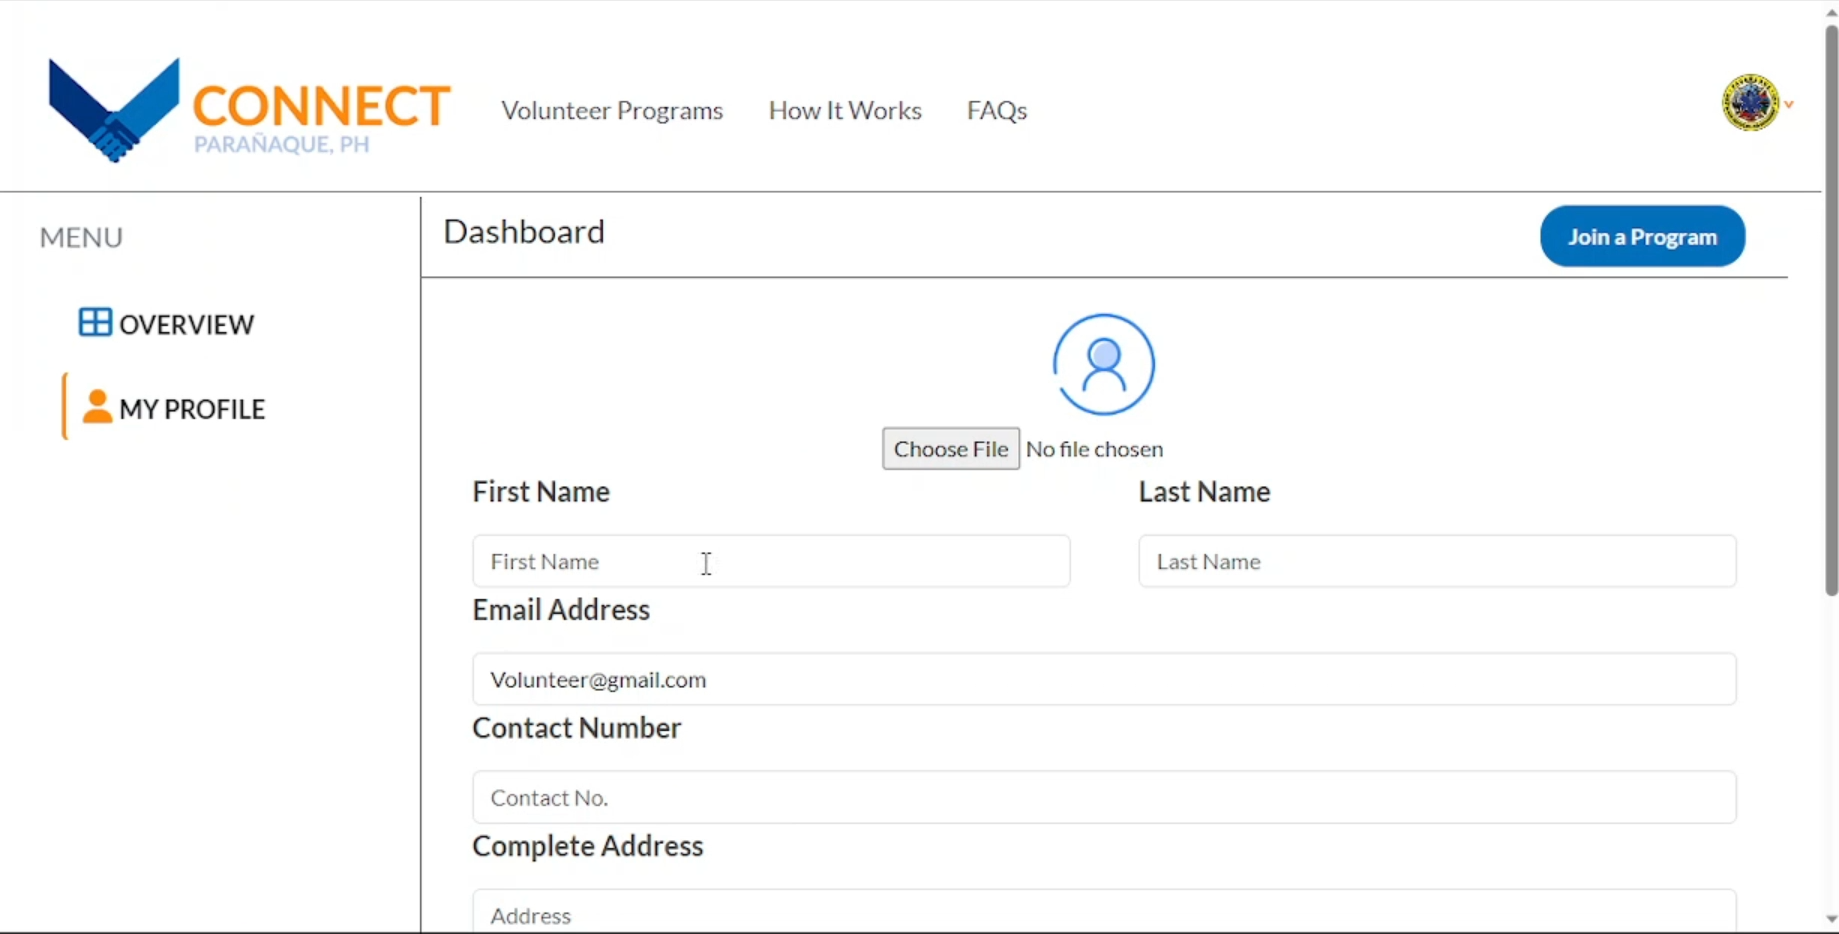 CONNECT
PARAÑAQUE, PH
Volunteer Programs
How It Works
FAQs
MENU
OVERVIEW
MY PROFILE
Dashboard
Join a Program
Choose File No file chosen
First Name
Last Name
First Name
Last Name
Email Address
Volunteer@gmail.com
Contact Number
Contact No.
Complete Address
Address